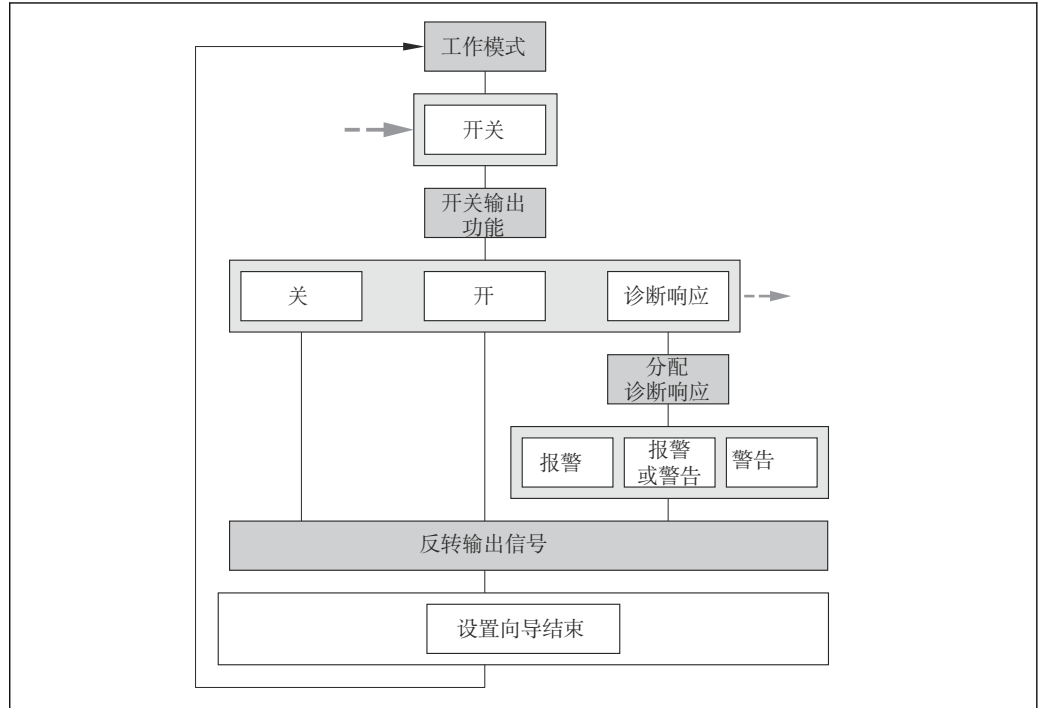 工作模式
开关
开关输出
功能
关
开
诊断响应
分配
诊断响应
报警
报警
或警告
警告
反转输出信号
设置向导结束